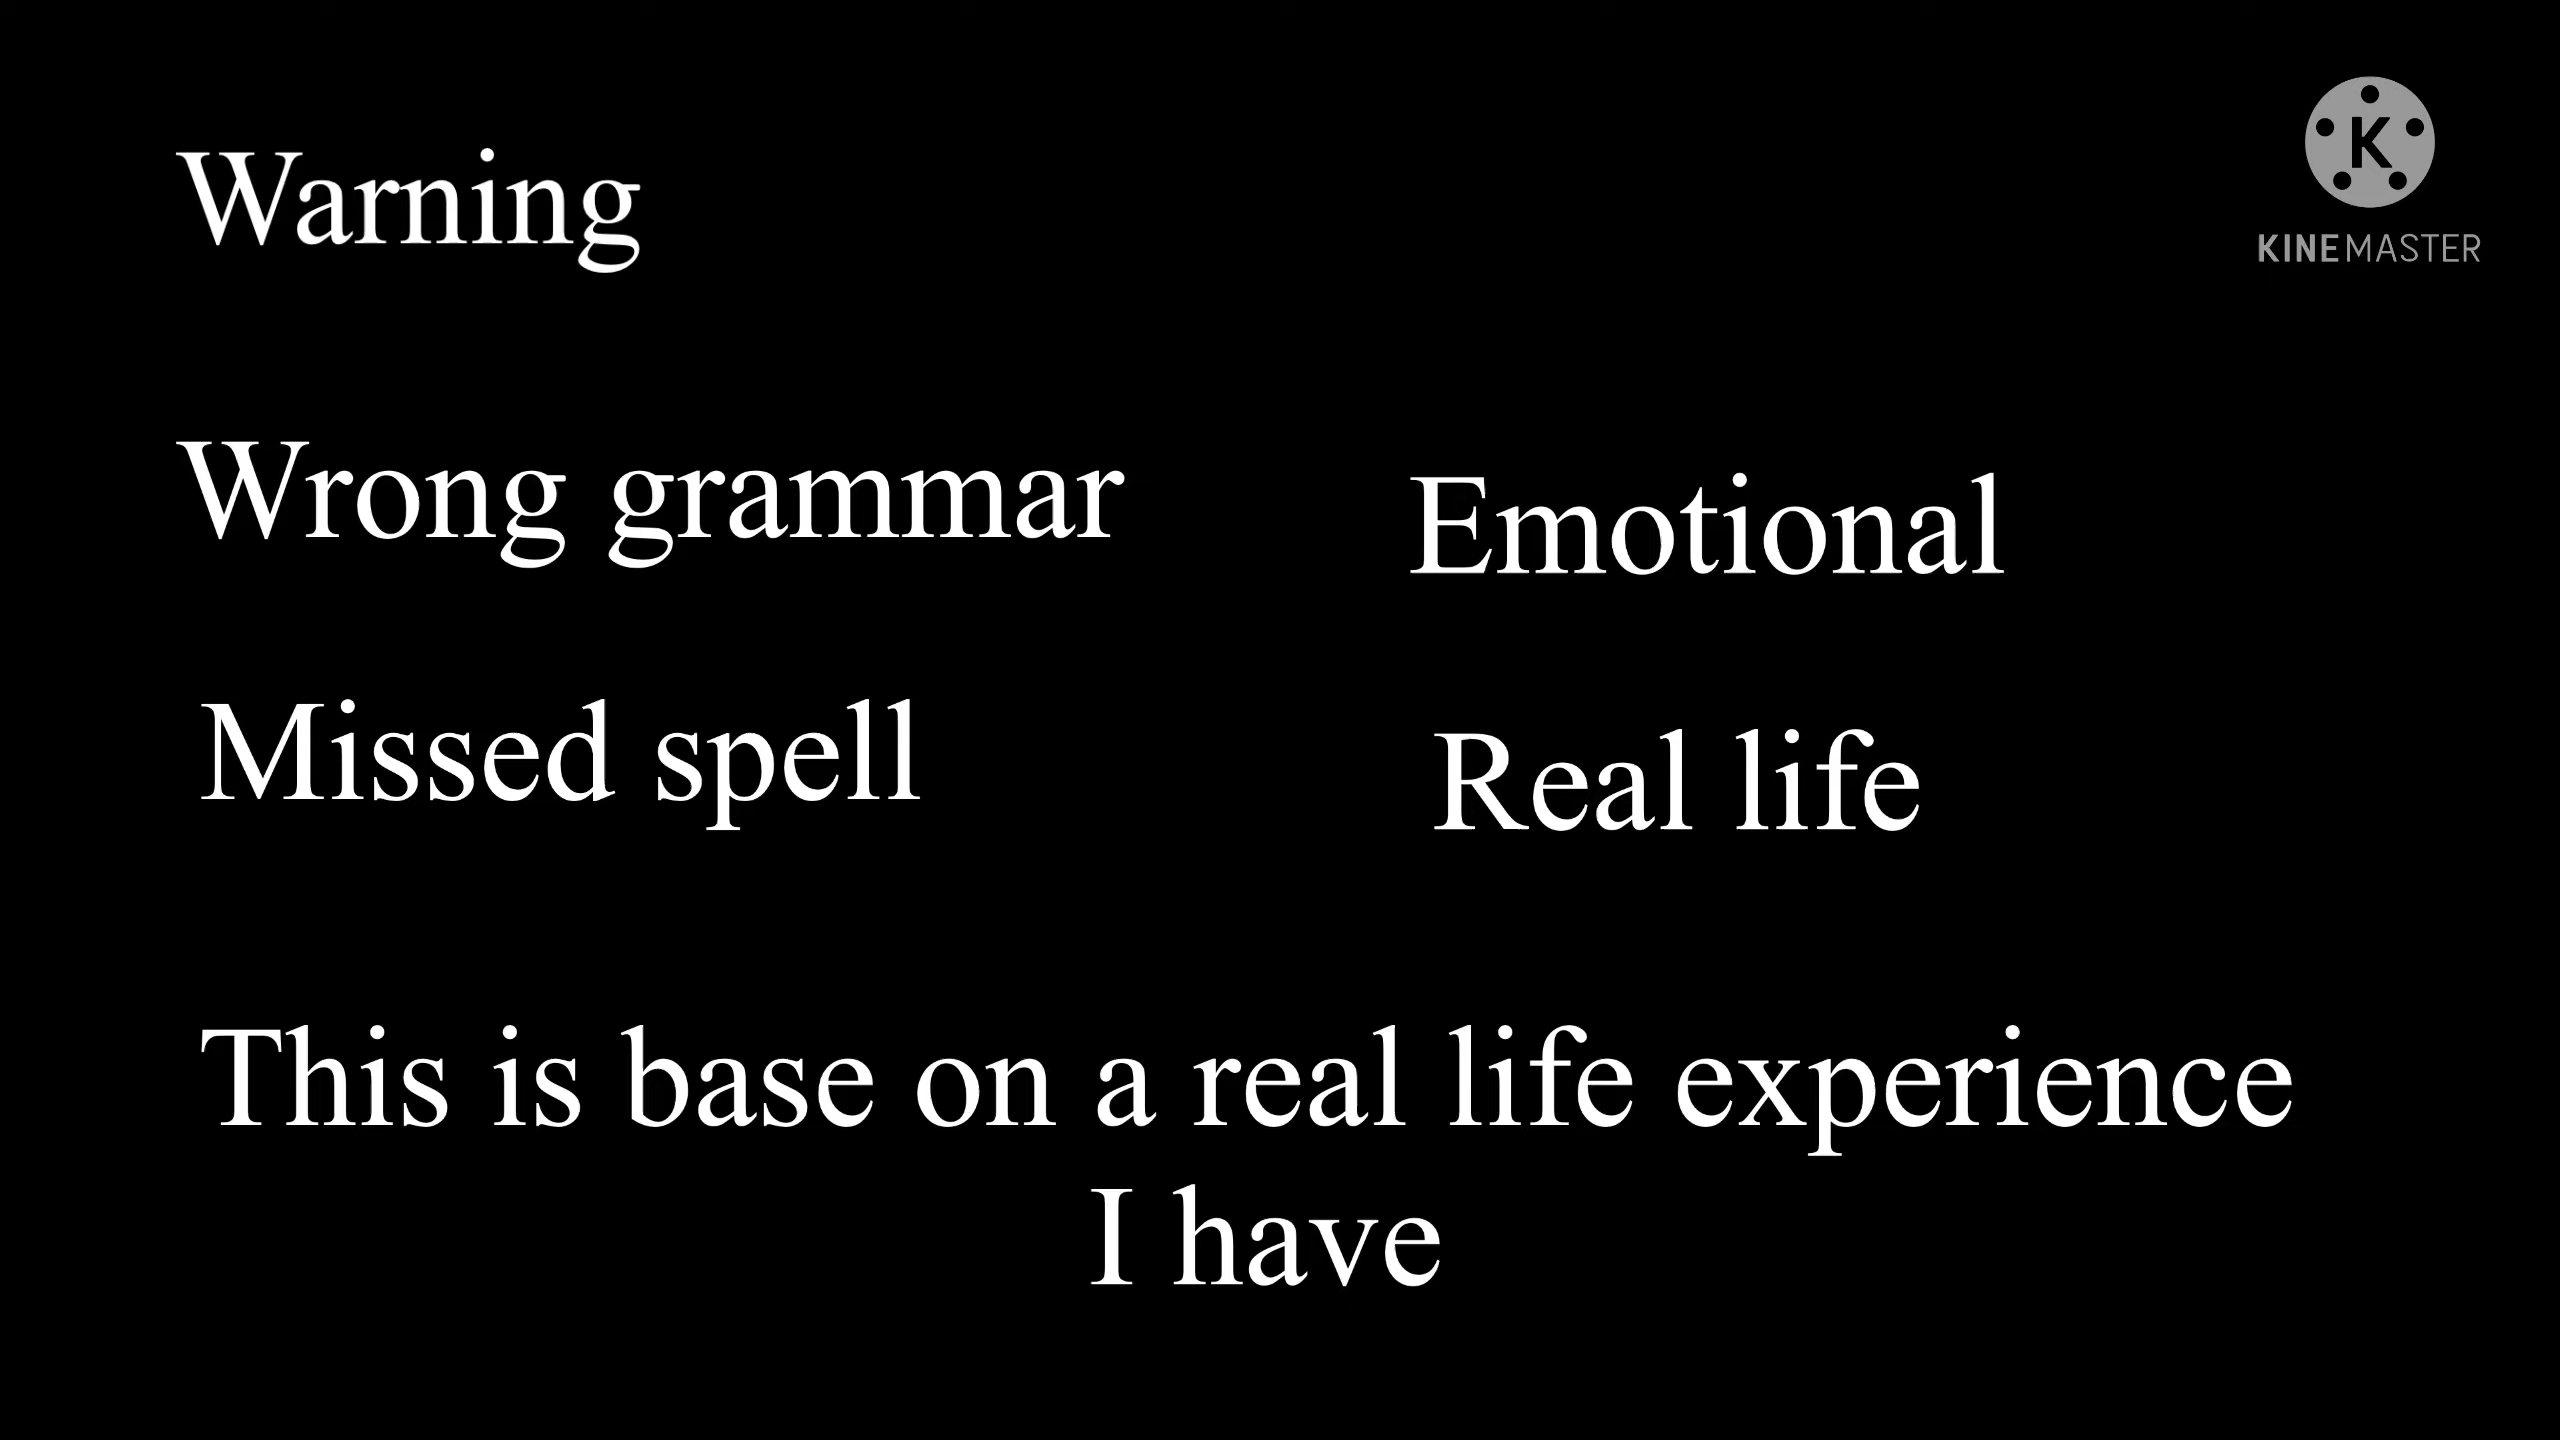 Warning
K
KINEMASTER
Wrong grammar
Emotional
Missed spell
Real life
This is base on a real life experience
I have